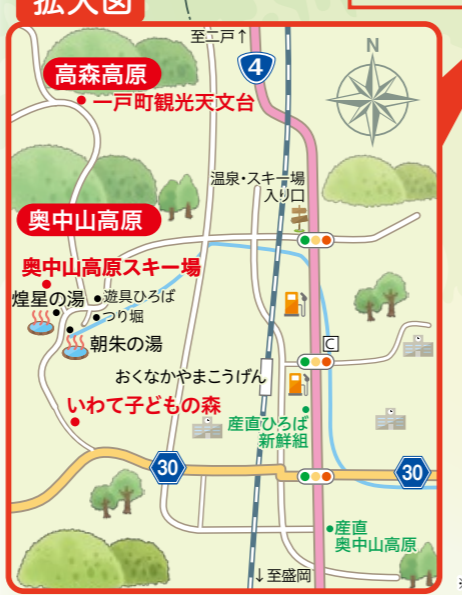 拡大図
至二戸↑
4
N
高森高原
一戸町観光天文台
温泉・スキー場
入り口
奥中山高原
奥中山高原スキー場
煌星の湯
遊具ひろば
つり堀
朝朱の湯
C
おくなかやまこうげん
いわて子どもの森
産直ひろば
新鮮組
30
30
産直
奥中山高原
↓至盛岡
※